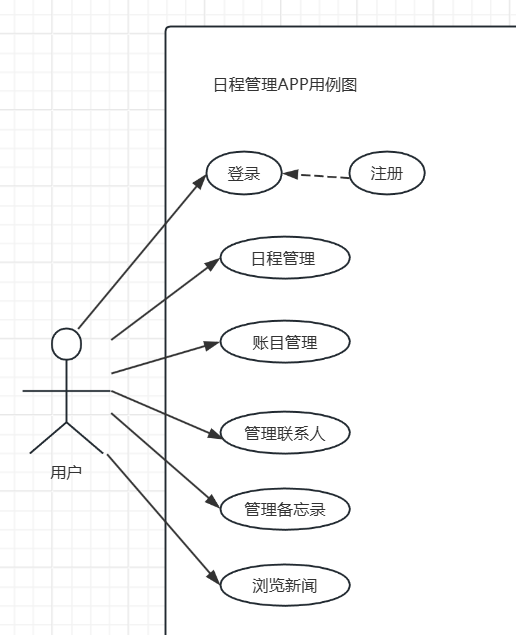 日程管理APP用例图
登录
注册
日程管理
账目管理
管理联系人
用户
管理备忘录
浏览新闻